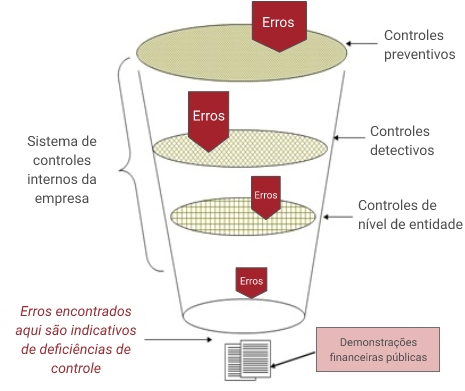 Erros
Controles
preventivos
Erros
Controles
detectivos
Sistema de
controles
internos da
empresa
Erros
Controles de
nível de entidade
Erros
Erros encontrados
aqui são indicativos
de deficiências de
controle
Demonstrações
financeiras públicas